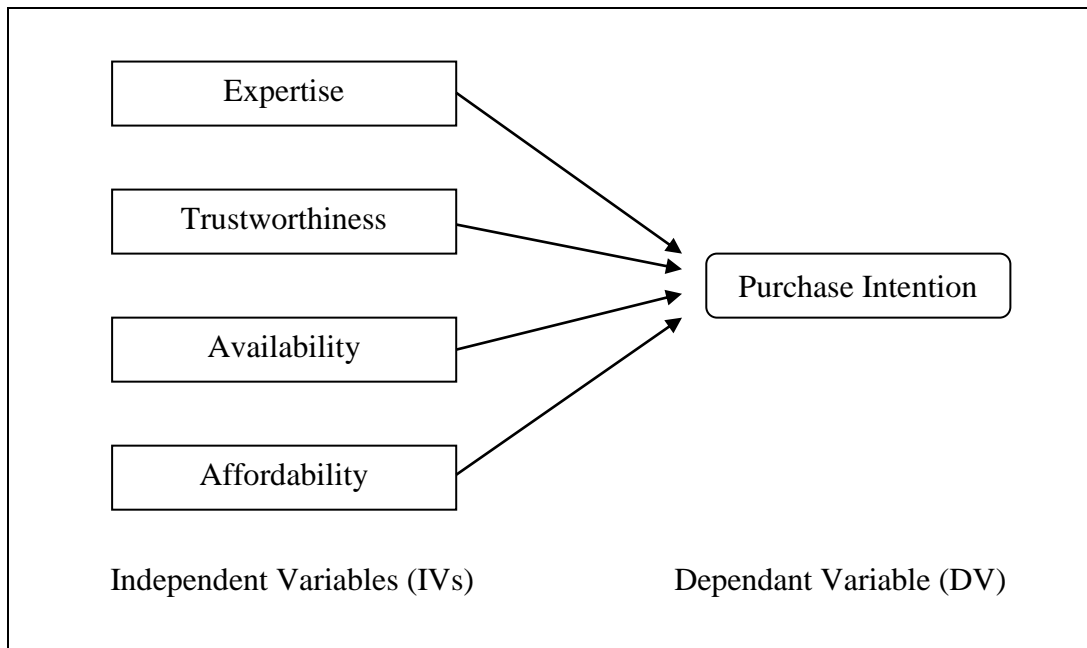 Expertise
Trustworthiness
Purchase Intention
Availability
Affordability
Independent Variables (IVs)
Dependant Variable (DV)